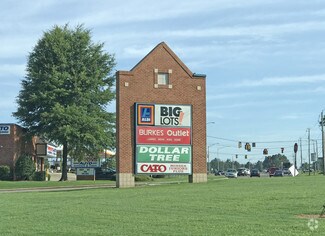 ALDI
BIG
LOTS
BURKES Outlet
DOLLAR
TREE
CATO